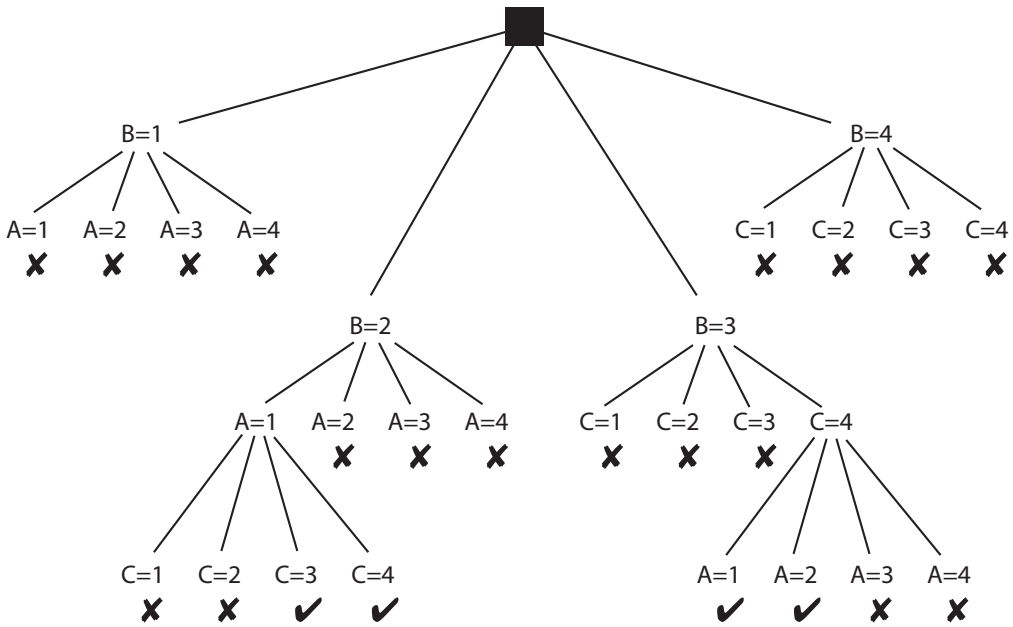 B=1 B=4
A=1 A=2 A=3 A=4 C=1 C=2 C=3 C=4
✘ ✘ ✘ ✘ ✘ ✘ ✘ ✘
B=2 B=3
A=1 A=2 A=3 A=4 C=1 C=2 C=3 C=4
✘ ✘ ✘ ✘ ✘ ✘
C=1 C=2 C=3 C=4 A=1 A=2 A=3 A=4
✘ ✘ ✔ ✔ ✔ ✔ ✘ ✘